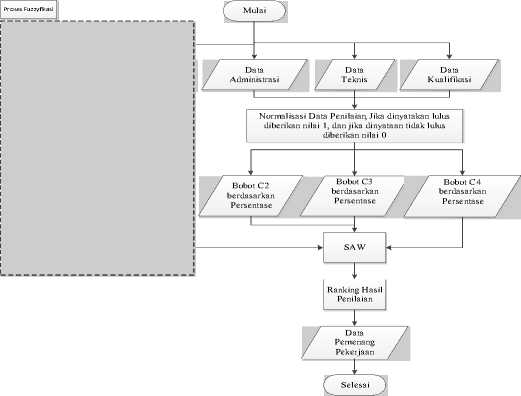 Proses Fuzzyfikasi
Mulai
Data
Administrasi
Data
Teknis
Data
Kualifikasi
Normalisasi Data Penilaian, Jika dinyatakan lulus
diberikan nilai 1, dan jika dinyataan tidak lulus
diberikan nilai 0
Bobot C2
berdasarkan
Persentase
Bobot C3
berdasarkan
Persentase
Bobot C4
berdasarkan
Persentase
SAW
Ranking Hasil
Penilaian
Data
Pemenang
Pekerjaan
Selesai